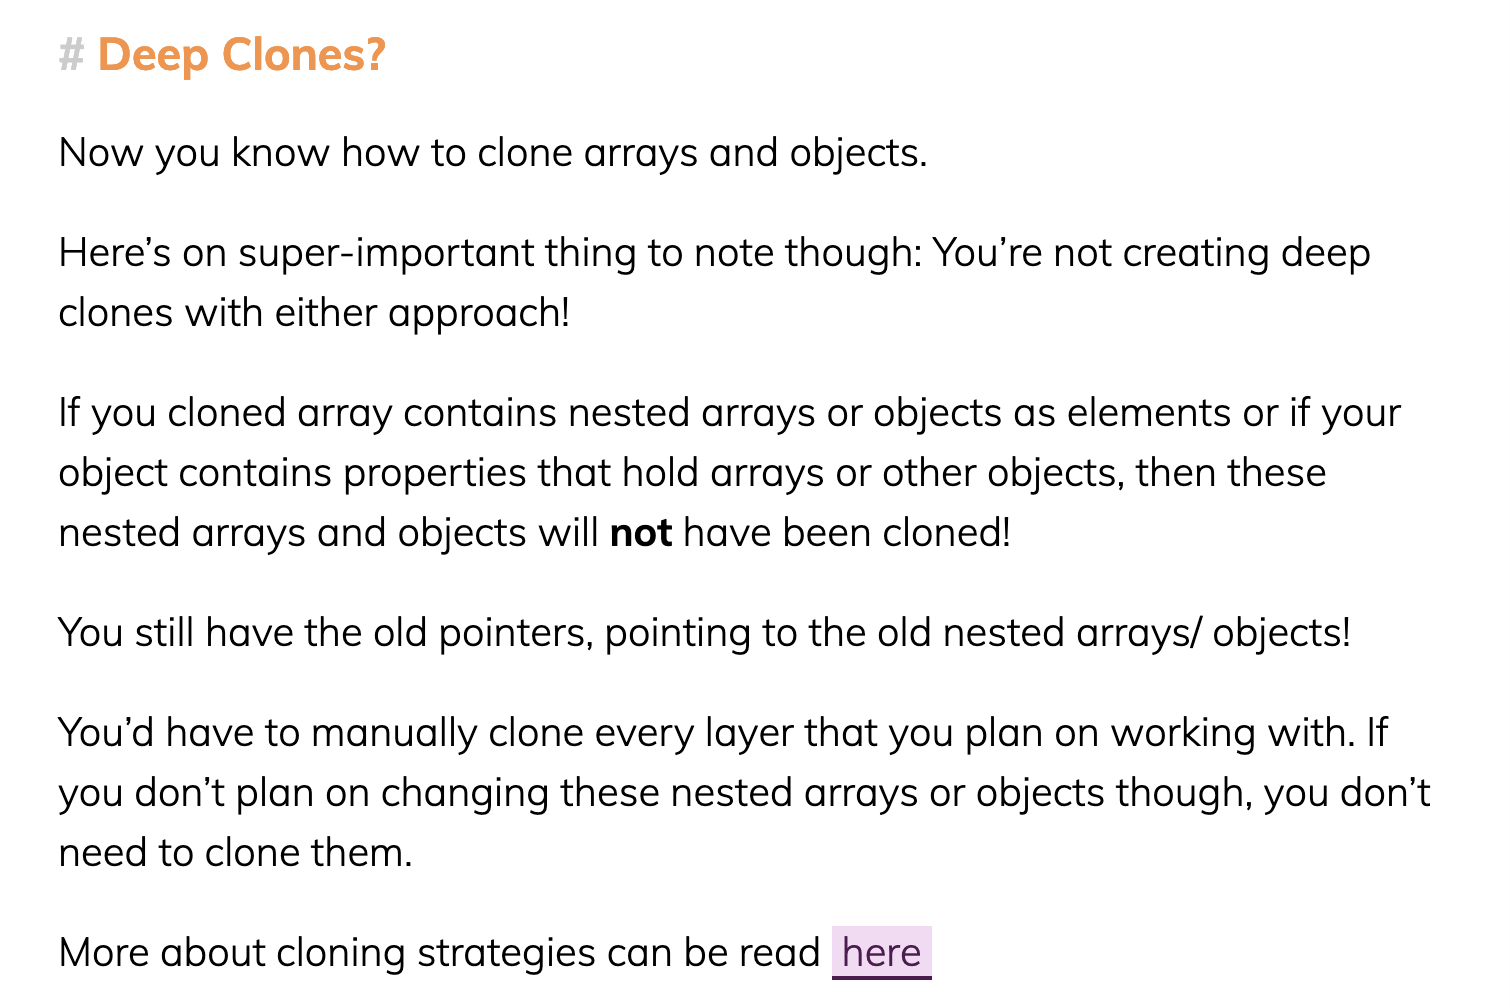 # Deep Clones?
Now you know how to clone arrays and objects.
Here’s on super-important thing to note though: You’re not creating deep
clones with either approach!
If you cloned array contains nested arrays or objects as elements or if your
object contains properties that hold arrays or other objects, then these
nested arrays and objects will not have been cloned!
You still have the old pointers, pointing to the old nested arrays/ objects!
You’d have to manually clone every layer that you plan on working with. If
you don’t plan on changing these nested arrays or objects though, you don’t
need to clone them.
More about cloning strategies can be read here